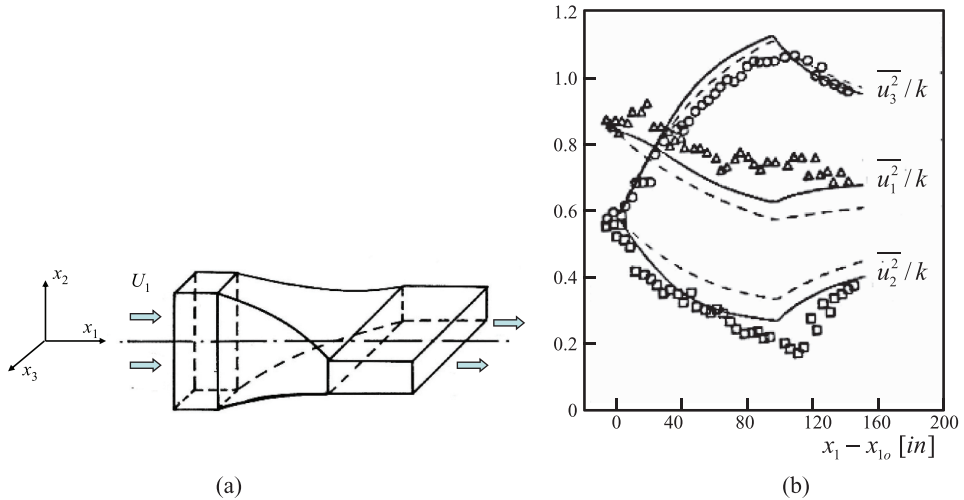 x₂
x₁
x₃
U₁
(a)
1.2
1.0
0.8
0.6
0.4
0.2
0
0 40 80 120 160 200
x₁ − x₁ₒ [in]
u₃²/k
u₁²/k
u₂²/k
(b)